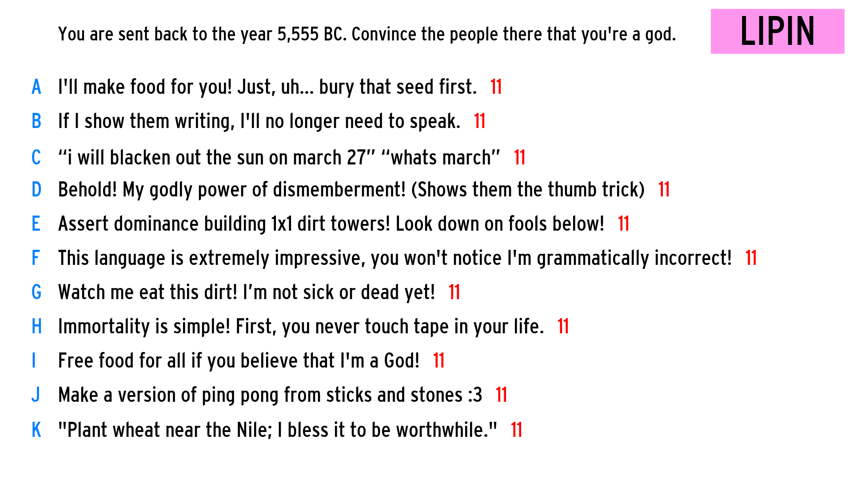 You are sent back to the year 5,555 BC. Convince the people there that you're a god.
LIPIN
A I'll make food for you! Just, uh... bury that seed first. 11
B If I show them writing, I'll no longer need to speak. 11
C “i will blacken out the sun on march 27” “whats march” 11
D Behold! My godly power of dismemberment! (Shows them the thumb trick) 11
E Assert dominance building 1x1 dirt towers! Look down on fools below! 11
F This language is extremely impressive, you won't notice I'm grammatically incorrect! 11
G Watch me eat this dirt! I’m not sick or dead yet! 11
H Immortality is simple! First, you never touch tape in your life. 11
I Free food for all if you believe that I'm a God! 11
J Make a version of ping pong from sticks and stones :3 11
K "Plant wheat near the Nile; I bless it to be worthwhile." 11